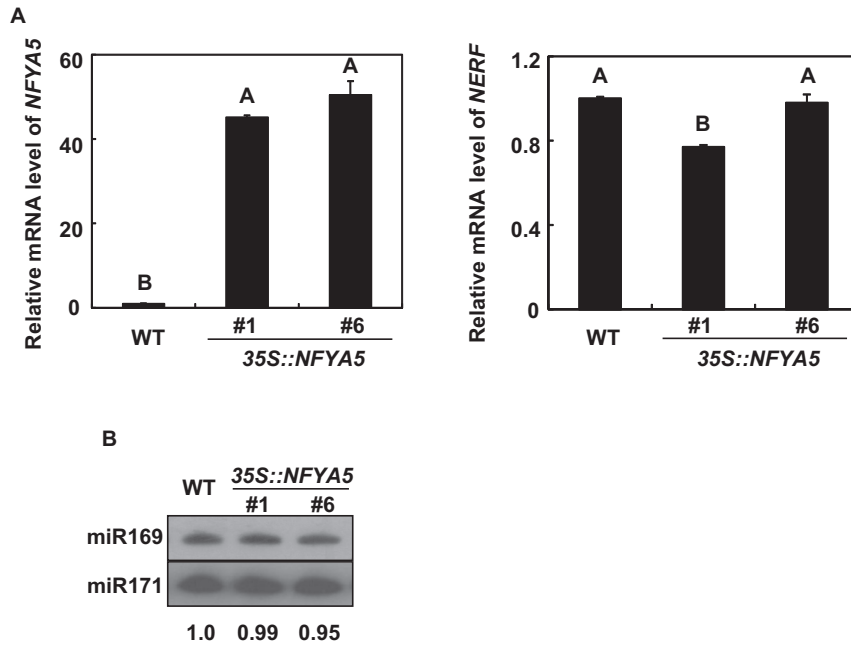 A
Relative mRNA level of NFYA5
60
40
20
0
B
A
A
WT
#1
#6
35S::NFYA5
Relative mRNA level of NERF
1.2
0.8
0.4
0
A
B
A
WT
#1
#6
35S::NFYA5
B
WT
35S::NFYA5
#1
#6
miR169
miR171
1.0 0.99 0.95